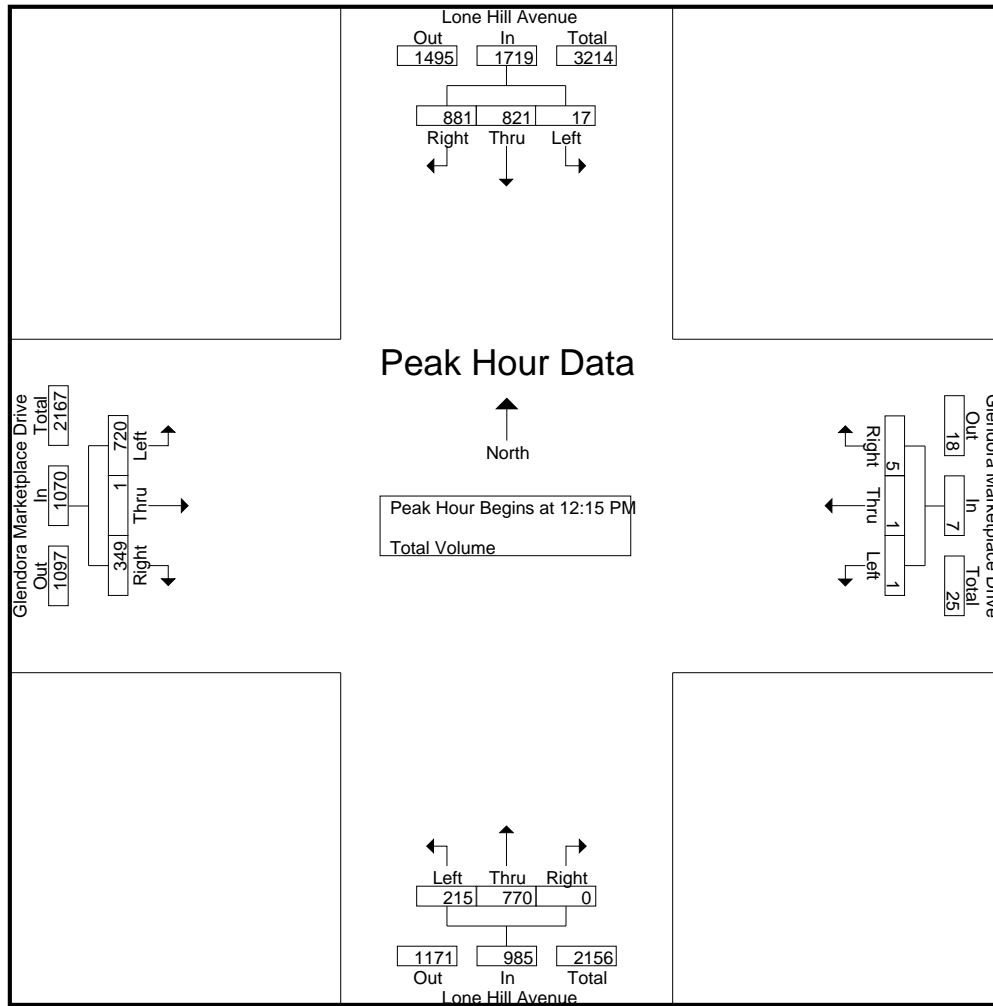 Lone Hill Avenue
Out In Total
1495 1719 3214
881 821 17
Right Thru Left
Peak Hour Data
North
Peak Hour Begins at 12:15 PM
Total Volume
Glendora Marketplace Drive
Out In Total
1097 1070 2167
349 1 720
Right Thru Left
Glendora Marketplace Drive
Out In Total
18 7 25
Right Thru Left
5 1 1
Left Thru Right
215 770 0
1171 985 2156
Out In Total
Lone Hill Avenue